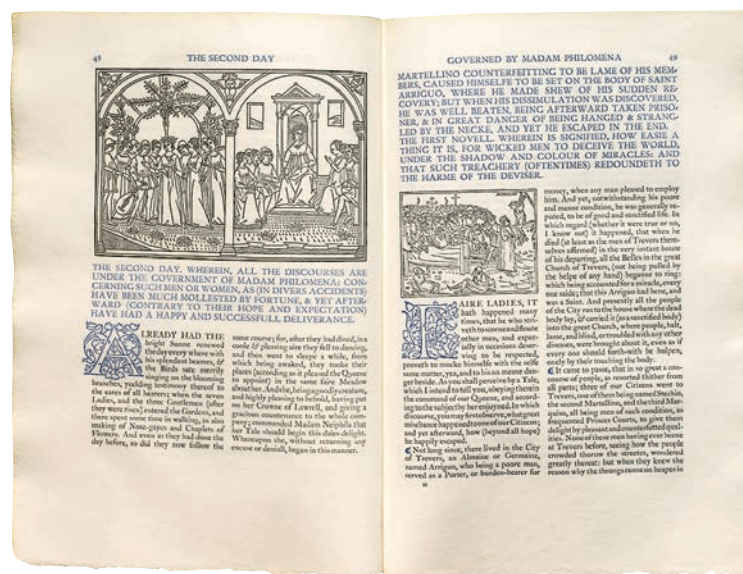 48 THE SECOND DAY
THE SECOND DAY. WHEREIN, ALL THE DISCOURSES ARE
UNDER THE GOVERNMENT OF MADAM PHILOMENA: CON-
CERNING SUCH MEN OR WOMEN, AS (IN DIVERS ACCIDENTS)
HAVE BEEN MUCH MOLLESTED BY FORTUNE, & YET AFTER-
WARD (CONTRARY TO THEIR HOPE AND EXPECTATION)
HAVE HAD A HAPPY AND SUCCESSFULL DELIVERANCE.
ALREADY HAD THE
bright Sunne renewed
the day every where with
his splendant beames, &
the Birds sate merrily
singing on the blooming
branches, yeelding testimony thereof to
the eares of all hearers; when the seven
Ladies, and the three Gentlemen (after
they were risen) entered the Gardens, and
there spent some time in walking, as also
making of Nose-gayes and Chaplets of
Flowers. And even as they had done the
day before, so did they now follow the
same course; for, after they had dined, in a
coole & pleasing aire they fell to dancing,
and then went to sleepe a while, from
which being awaked, they tooke their
places (according as it pleased the Queene
to appoint) in the same faire Meadow
about her. And she, being a goodly creature,
and highly pleasing to behold, having put
on her Crowne of Lawrell, and giving a
gracious countenance to the whole com-
pany; commanded Madam Neiphila that
her Tale should begin this daies delight.
Whereupon she, without returning any
excuse or deniall, began in this manner.
GOVERNED BY MADAM PHILOMENA 49
MARTELLINO COUNTERFEITTING TO BE LAME OF HIS MEM-
BERS, CAUSED HIMSELFE TO BE SET ON THE BODY OF SAINT
ARRIGUO, WHERE HE MADE SHEW OF HIS SUDDEN RE-
COVERY; BUT WHEN HIS DISSIMULATION WAS DISCOVERED,
HE WAS WELL BEATEN, BEING AFTERWARD TAKEN PRISO-
NER, & IN GREAT DANGER OF BEING HANGED & STRANG-
LED BY THE NECKE, AND YET HE ESCAPED IN THE END.
THE FIRST NOVELL. WHEREIN IS SIGNIFIED, HOW EASIE A
THING IT IS, FOR WICKED MEN TO DECEIVE THE WORLD,
UNDER THE SHADOW AND COLOUR OF MIRACLES: AND
THAT SUCH TREACHERY (OFTENTIMES) REDOUNDETH TO
THE HARME OF THE DEVISER.
FAIRE LADIES, IT
hath happened many
times, that he who stri-
veth to scorne and floute
other men, and espec-
ially in occasions deser-
ving to be respected,
prooveth to mocke himselfe with the selfe
same matter, yea, and to his no meane dan-
ger beside. As you shall perceive by a Tale,
which I intend to tell you, obeying therein
the command of our Queene, and accord-
ing to the subject by her enjoyned. In which
discourse, you may first observe, what great
mischance happened to one of our Citizens;
and yet afterward, how (beyond all hope)
he happily escaped.
¶ Not long since, there lived in the City
of Trevers, an Almaine or Germaine,
named Arriguo, who being a poore man,
served as a Porter, or burden-bearer for
money, when any man pleased to employ
him. And yet, notwithstanding his poore
and meane condition, he was generally re-
puted, to be of good and sanctified life. In
which regard (whether it were true or no,
I know not) it happened, that when he
died (at least as the men of Trevers them-
selves affirmed) in the very instant houre
of his departing, all the Belles in the great
Church of Trevers, (not being pulled by
the helpe of any hand) beganne to ring:
which being accounted for a miracle, every
one saide; that this Arriguo had bene, and
was a Saint. And presently all the people
of the City ran to the house where the dead
body lay, & carried it (as a sanctified body)
into the great Church, where people, halt,
lame, and blind, or troubled with any other
diseases, were brought about it, even as if
every one should forth-with be holpen,
onely by their touching the body.
¶ It came to passe, that in so great a con-
course of people, as resorted thither from
all parts; three of our Citizens went to
Trevers, one of them being named Stechio,
the second Martellino, and the third Mar-
quiso, all being men of such condition, as
frequented Princes Courts, to give them
delight by pleasant and counterfeited qual-
ities. None of these men having ever beene
at Trevers before, seeing how the people
crowded thorow the streetes, wondered
greatly thereat: but when they knew the
reason why the throngs ranne on heapes in